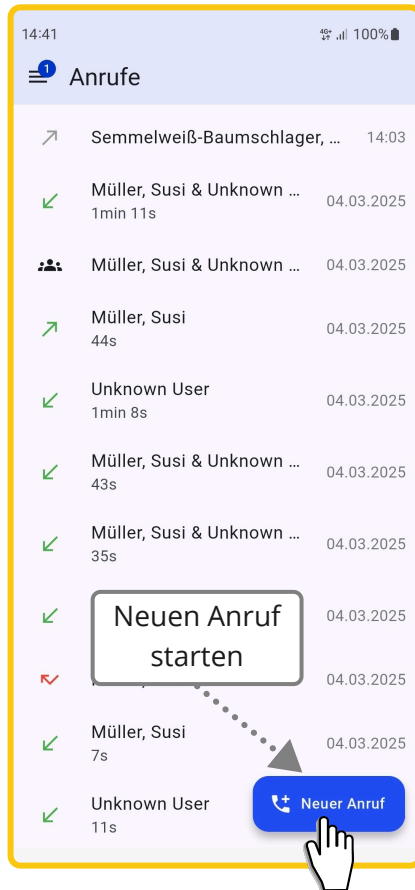 14:41 4G+ 100%
1
Anrufe
Semmelweiß-Baumschlager, ... 14:03
Müller, Susi & Unknown ... 04.03.2025
1min 11s
Müller, Susi & Unknown ... 04.03.2025
Müller, Susi 04.03.2025
44s
Unknown User 04.03.2025
1min 8s
Müller, Susi & Unknown ... 04.03.2025
43s
Müller, Susi & Unknown ... 04.03.2025
35s
04.03.2025
Neuen Anruf
starten
04.03.2025
Müller, Susi 04.03.2025
7s
Unknown User
11s
Neuer Anruf